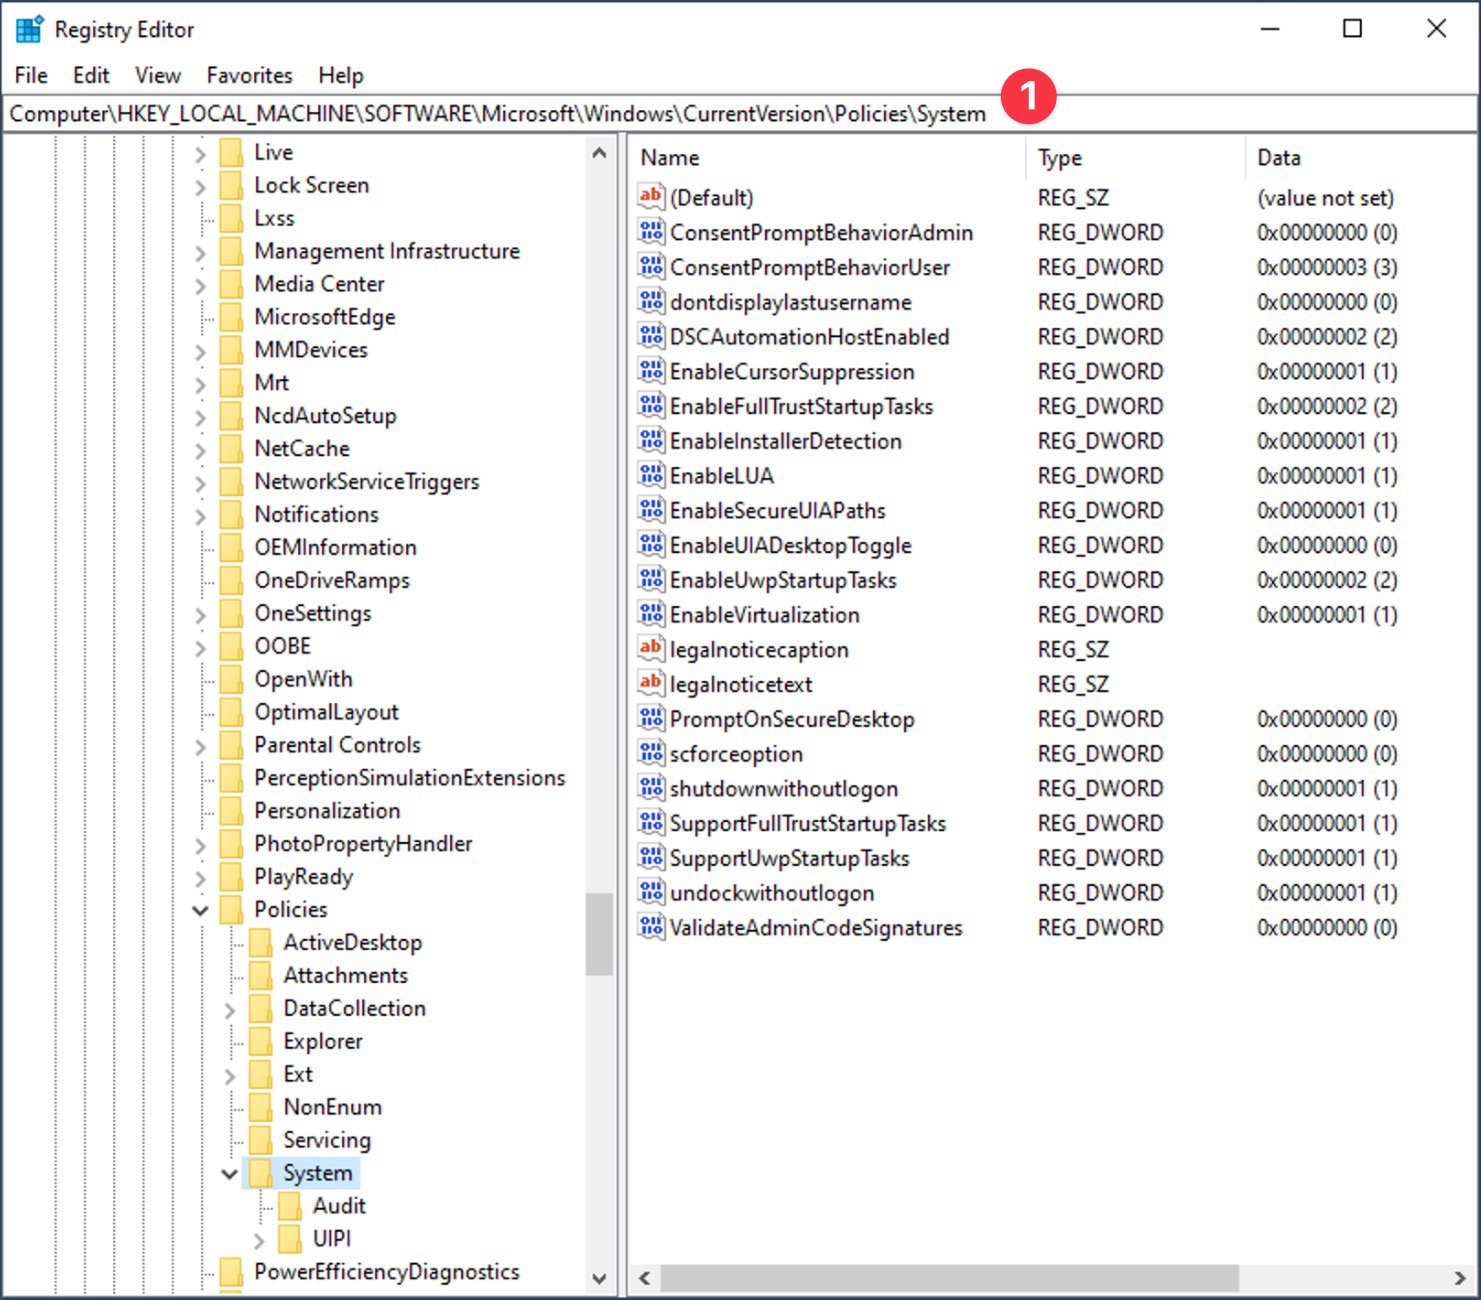 Registry Editor
File Edit View Favorites Help
Computer\HKEY_LOCAL_MACHINE\SOFTWARE\Microsoft\Windows\CurrentVersion\Policies\System
1
Live
Lock Screen
Lxss
Management Infrastructure
Media Center
MicrosoftEdge
MMDevices
Mrt
NcdAutoSetup
NetCache
NetworkServiceTriggers
Notifications
OEMInformation
OneDriveRamps
OneSettings
OOBE
OpenWith
OptimalLayout
Parental Controls
PerceptionSimulationExtensions
Personalization
PhotoPropertyHandler
PlayReady
Policies
ActiveDesktop
Attachments
DataCollection
Explorer
Ext
NonEnum
Servicing
System
Audit
UIPI
PowerEfficiencyDiagnostics
Name Type Data
(Default) REG_SZ (value not set)
ConsentPromptBehaviorAdmin REG_DWORD 0x00000000 (0)
ConsentPromptBehaviorUser REG_DWORD 0x00000003 (3)
dontdisplaylastusername REG_DWORD 0x00000000 (0)
DSCAutomationHostEnabled REG_DWORD 0x00000002 (2)
EnableCursorSuppression REG_DWORD 0x00000001 (1)
EnableFullTrustStartupTasks REG_DWORD 0x00000002 (2)
EnableInstallerDetection REG_DWORD 0x00000001 (1)
EnableLUA REG_DWORD 0x00000001 (1)
EnableSecureUIAPaths REG_DWORD 0x00000001 (1)
EnableUIADesktopToggle REG_DWORD 0x00000000 (0)
EnableUwpStartupTasks REG_DWORD 0x00000002 (2)
EnableVirtualization REG_DWORD 0x00000001 (1)
legalnoticecaption REG_SZ
legalnoticetext REG_SZ
PromptOnSecureDesktop REG_DWORD 0x00000000 (0)
scforceoption REG_DWORD 0x00000000 (0)
shutdownwithoutlogon REG_DWORD 0x00000001 (1)
SupportFullTrustStartupTasks REG_DWORD 0x00000001 (1)
SupportUwpStartupTasks REG_DWORD 0x00000001 (1)
undockwithoutlogon REG_DWORD 0x00000001 (1)
ValidateAdminCodeSignatures REG_DWORD 0x00000000 (0)